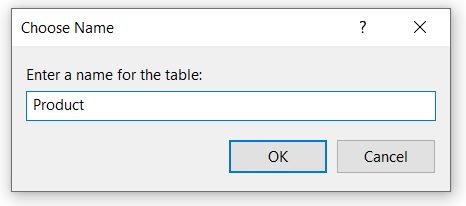 Choose Name
?
Enter a name for the table:
Product
OK
Cancel